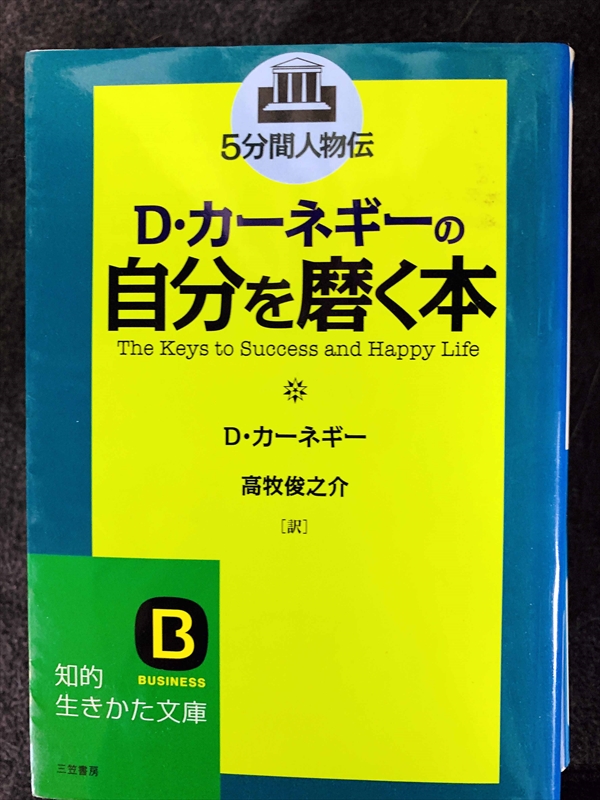 5分間人物伝
D・カーネギーの
自分を磨く本
The Keys to Success and Happy Life
D・カーネギー
高牧俊之介
[訳]
B
BUSINESS
知的
生きかた文庫
三笠書房